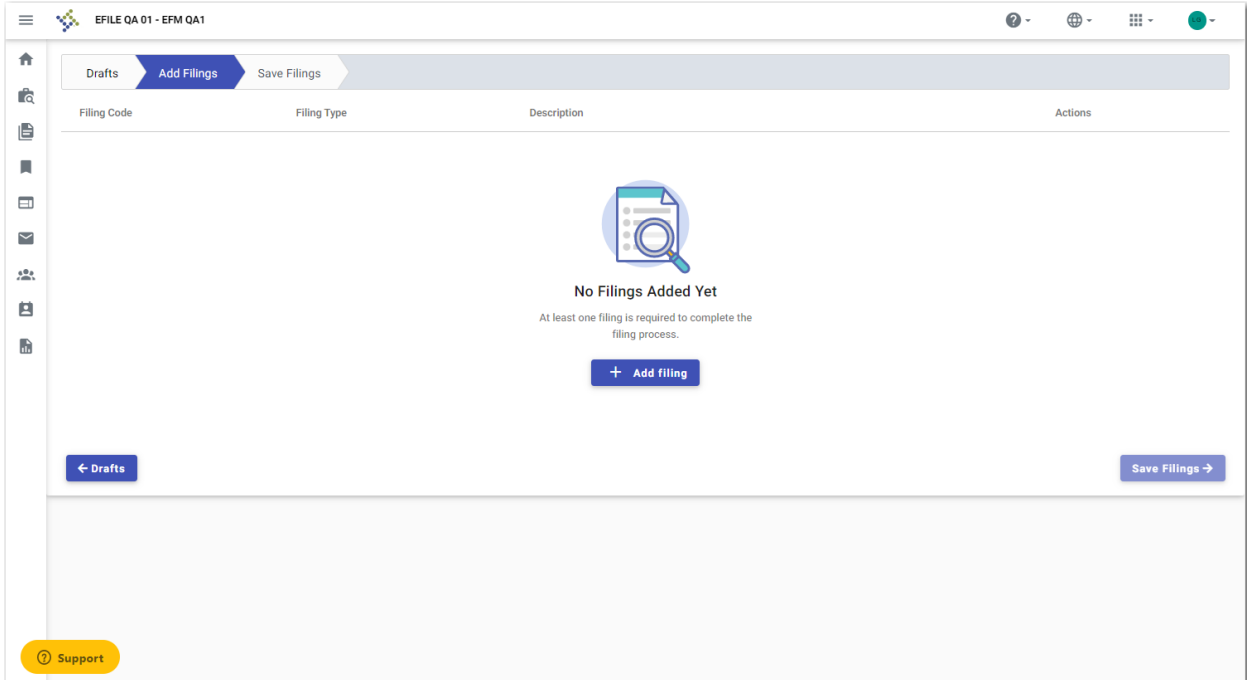 EFILE QA 01 - EFM QA1
Drafts Add Filings Save Filings
Filing Code Filing Type Description Actions
No Filings Added Yet
At least one filing is required to complete the
filing process.
+ Add filing
← Drafts Save Filings →
Support